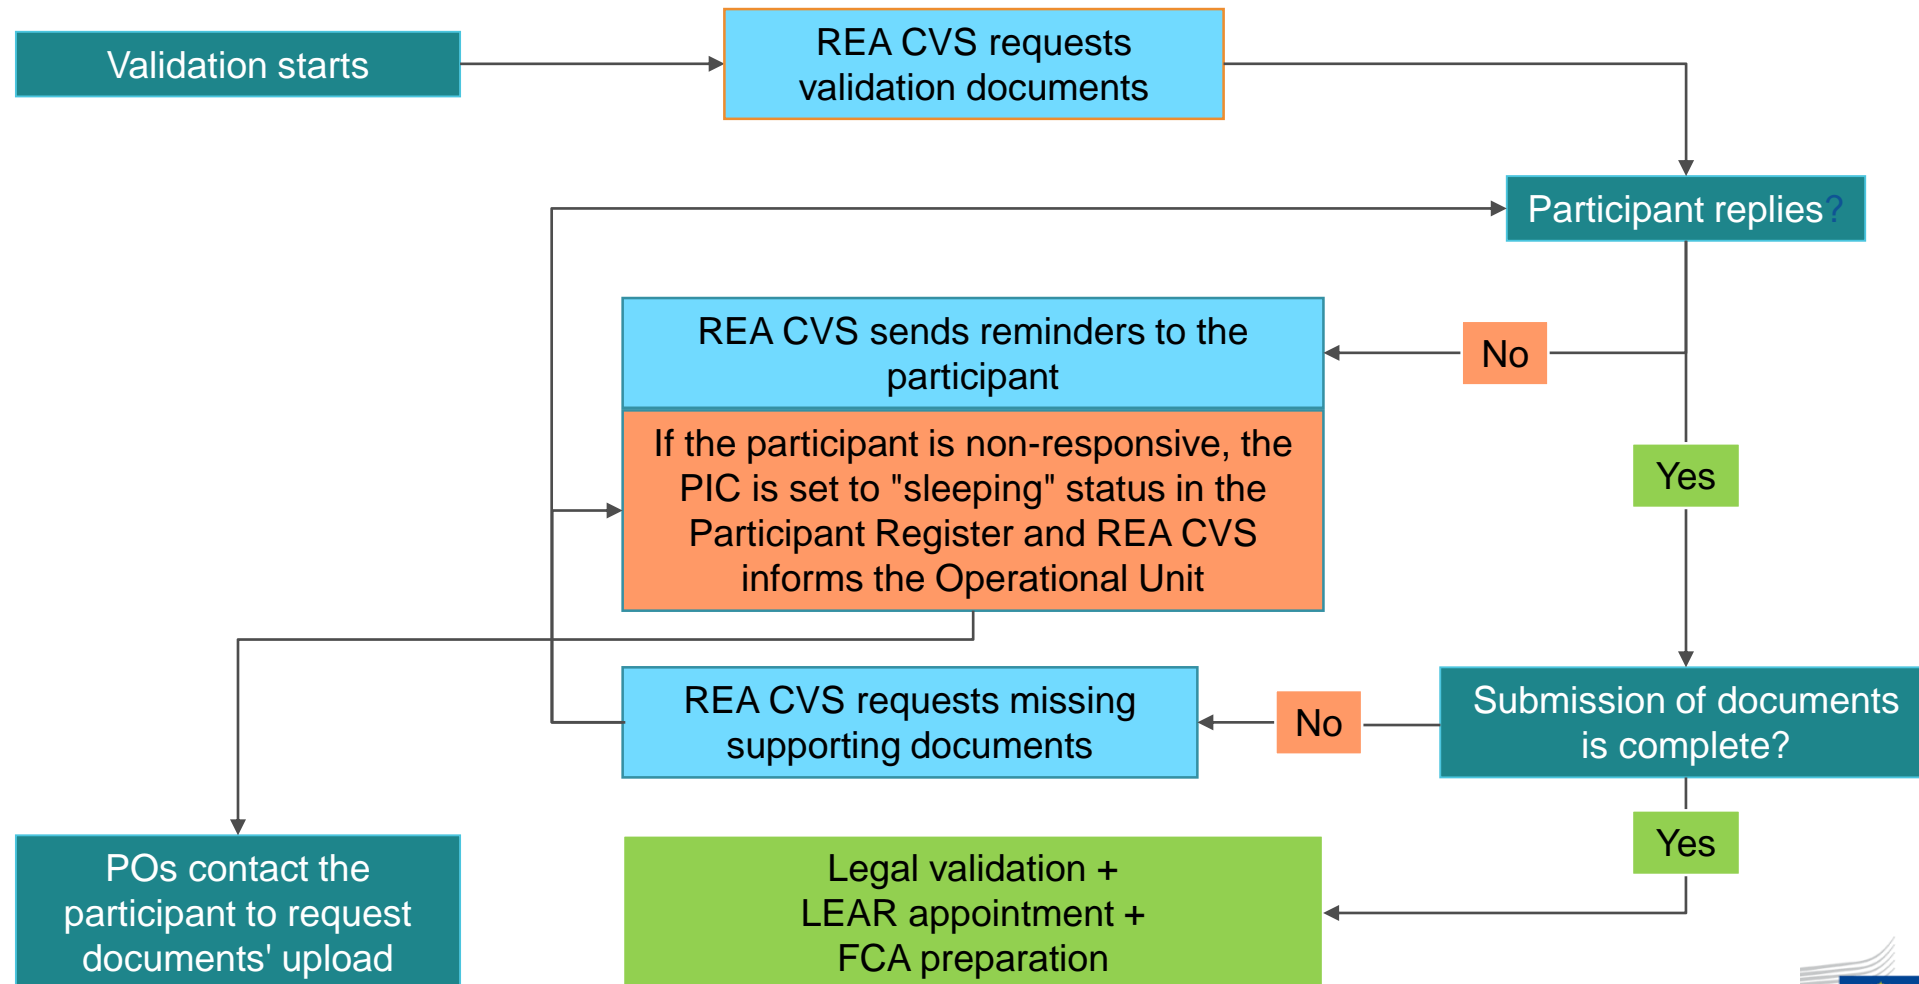 Validation starts
REA CVS requests
validation documents
Participant replies?
REA CVS sends reminders to the
participant
No
If the participant is non-responsive, the
PIC is set to "sleeping" status in the
Participant Register and REA CVS
informs the Operational Unit
Yes
REA CVS requests missing
supporting documents
No
Submission of documents
is complete?
Yes
POs contact the
participant to request
documents' upload
Legal validation +
LEAR appointment +
FCA preparation